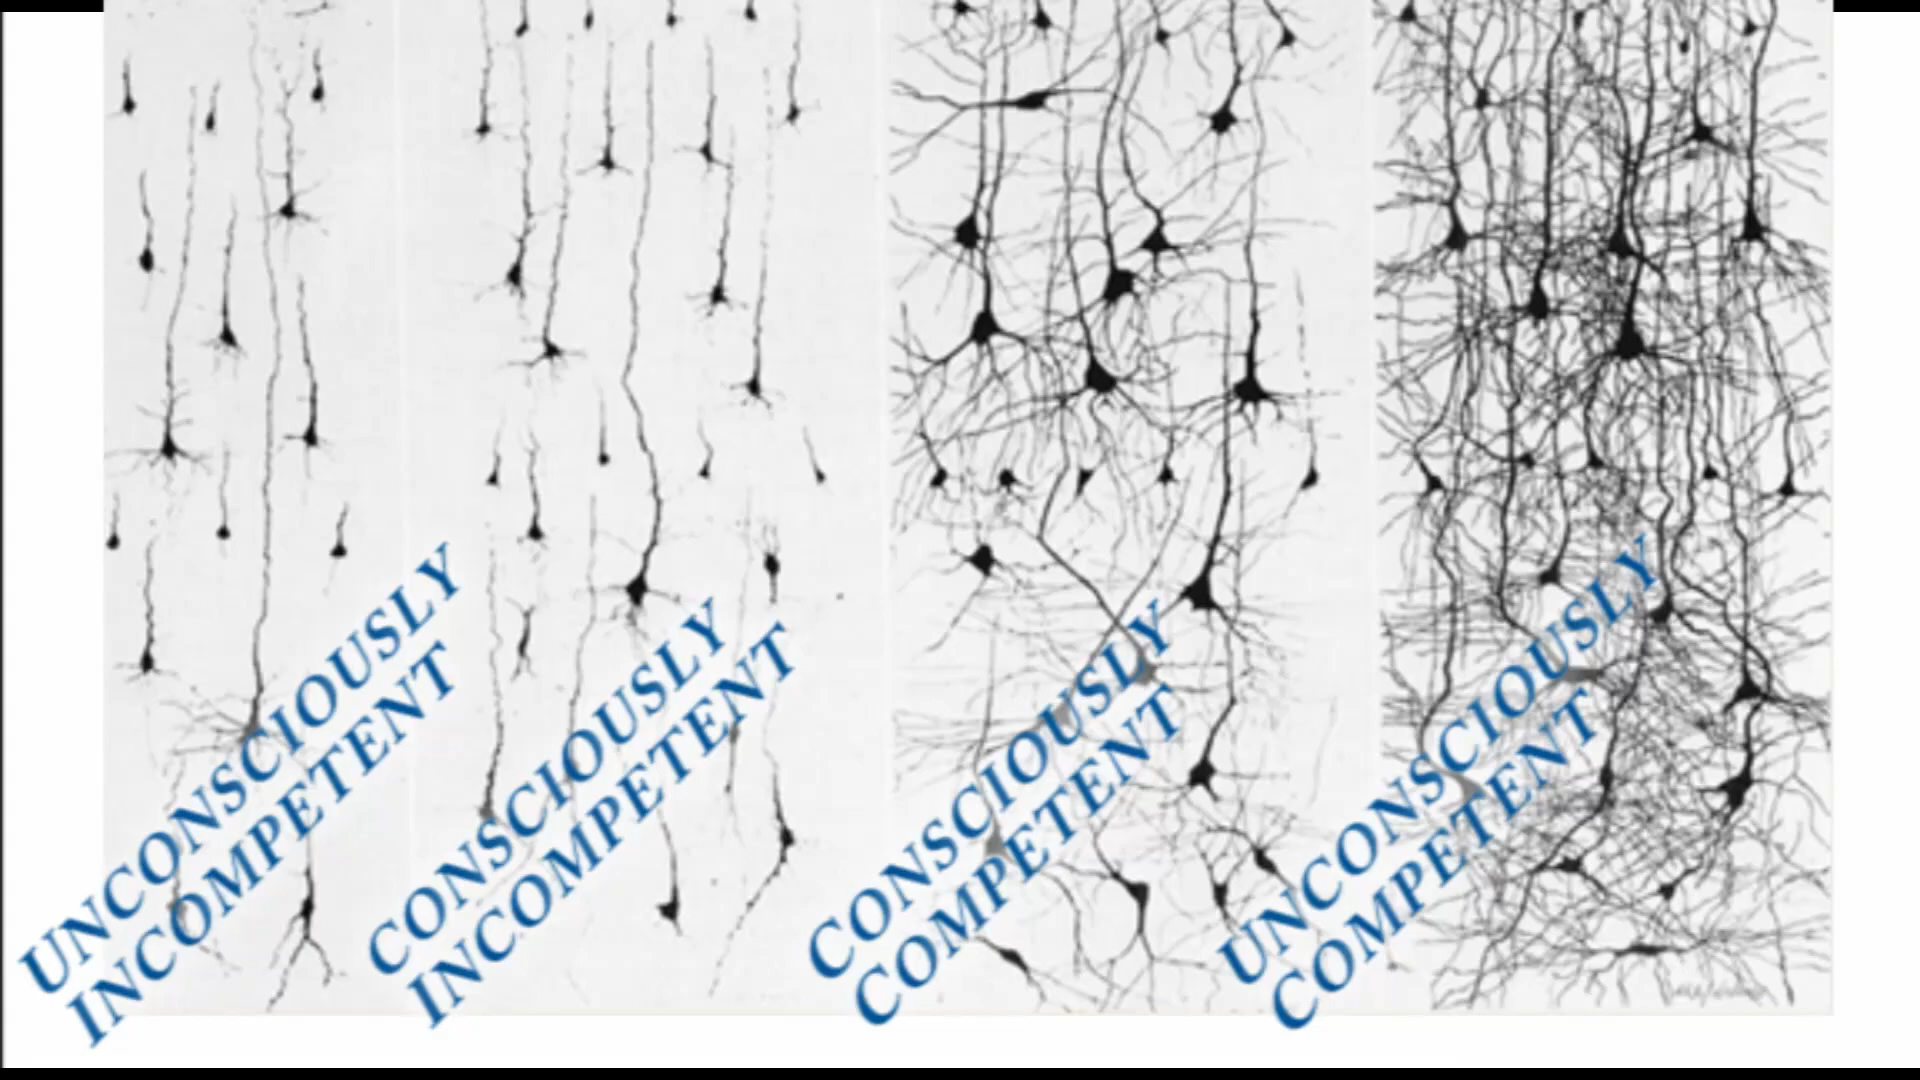 UNCONSCIOUSLY
INCOMPETENT
CONSCIOUSLY
INCOMPETENT
CONSCIOUSLY
COMPETENT
UNCONSCIOUSLY
COMPETENT